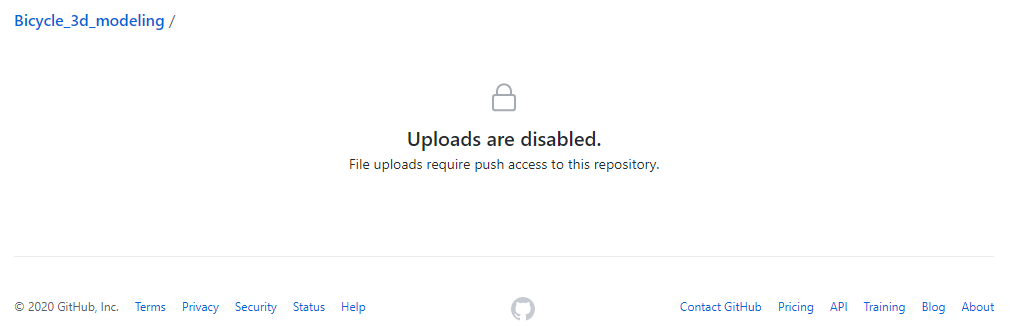 Bicycle_3d_modeling /
Uploads are disabled.
File uploads require push access to this repository.
© 2020 GitHub, Inc. Terms Privacy Security Status Help Contact GitHub Pricing API Training Blog About